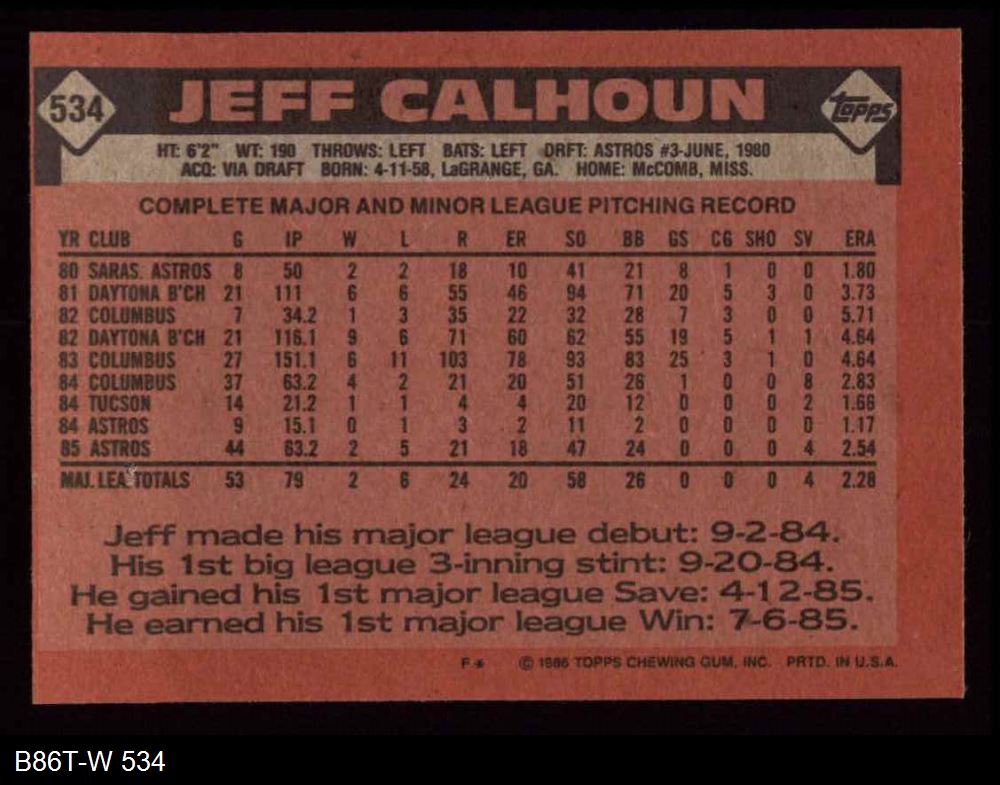 534 JEFF CALHOUN Topps
HT: 6'2" WT: 190 THROWS: LEFT BATS: LEFT DRFT: ASTROS #3-JUNE, 1980
ACQ: VIA DRAFT BORN: 4-11-58, LaGRANGE, GA. HOME: McCOMB, MISS.
COMPLETE MAJOR AND MINOR LEAGUE PITCHING RECORD
YR CLUB G IP W L R ER SO BB GS CG SHO SV ERA
80 SARAS. ASTROS 8 50 2 2 18 10 41 21 8 1 0 0 1.80
81 DAYTONA B'CH 21 111 6 6 55 46 94 71 20 5 3 0 3.73
82 COLUMBUS 7 34.2 1 3 35 22 32 28 7 3 0 0 5.71
82 DAYTONA B'CH 21 116.1 9 6 71 60 62 55 19 5 1 1 4.64
83 COLUMBUS 27 151.1 6 11 103 78 93 83 25 3 1 0 4.64
84 COLUMBUS 37 63.2 4 2 21 20 51 26 1 0 0 8 2.83
84 TUCSON 14 21.2 1 1 4 4 20 12 0 0 0 2 1.66
84 ASTROS 9 15.1 0 1 3 2 11 2 0 0 0 0 1.17
85 ASTROS 44 63.2 2 5 21 18 47 24 0 0 0 4 2.54
MAJ. LEA. TOTALS 53 79 2 6 24 20 58 26 0 0 0 4 2.28
Jeff made his major league debut: 9-2-84.
His 1st big league 3-inning stint: 9-20-84.
He gained his 1st major league Save: 4-12-85.
He earned his 1st major league Win: 7-6-85.
F* © 1986 TOPPS CHEWING GUM, INC. PRTD. IN U.S.A.
B86T-W 534